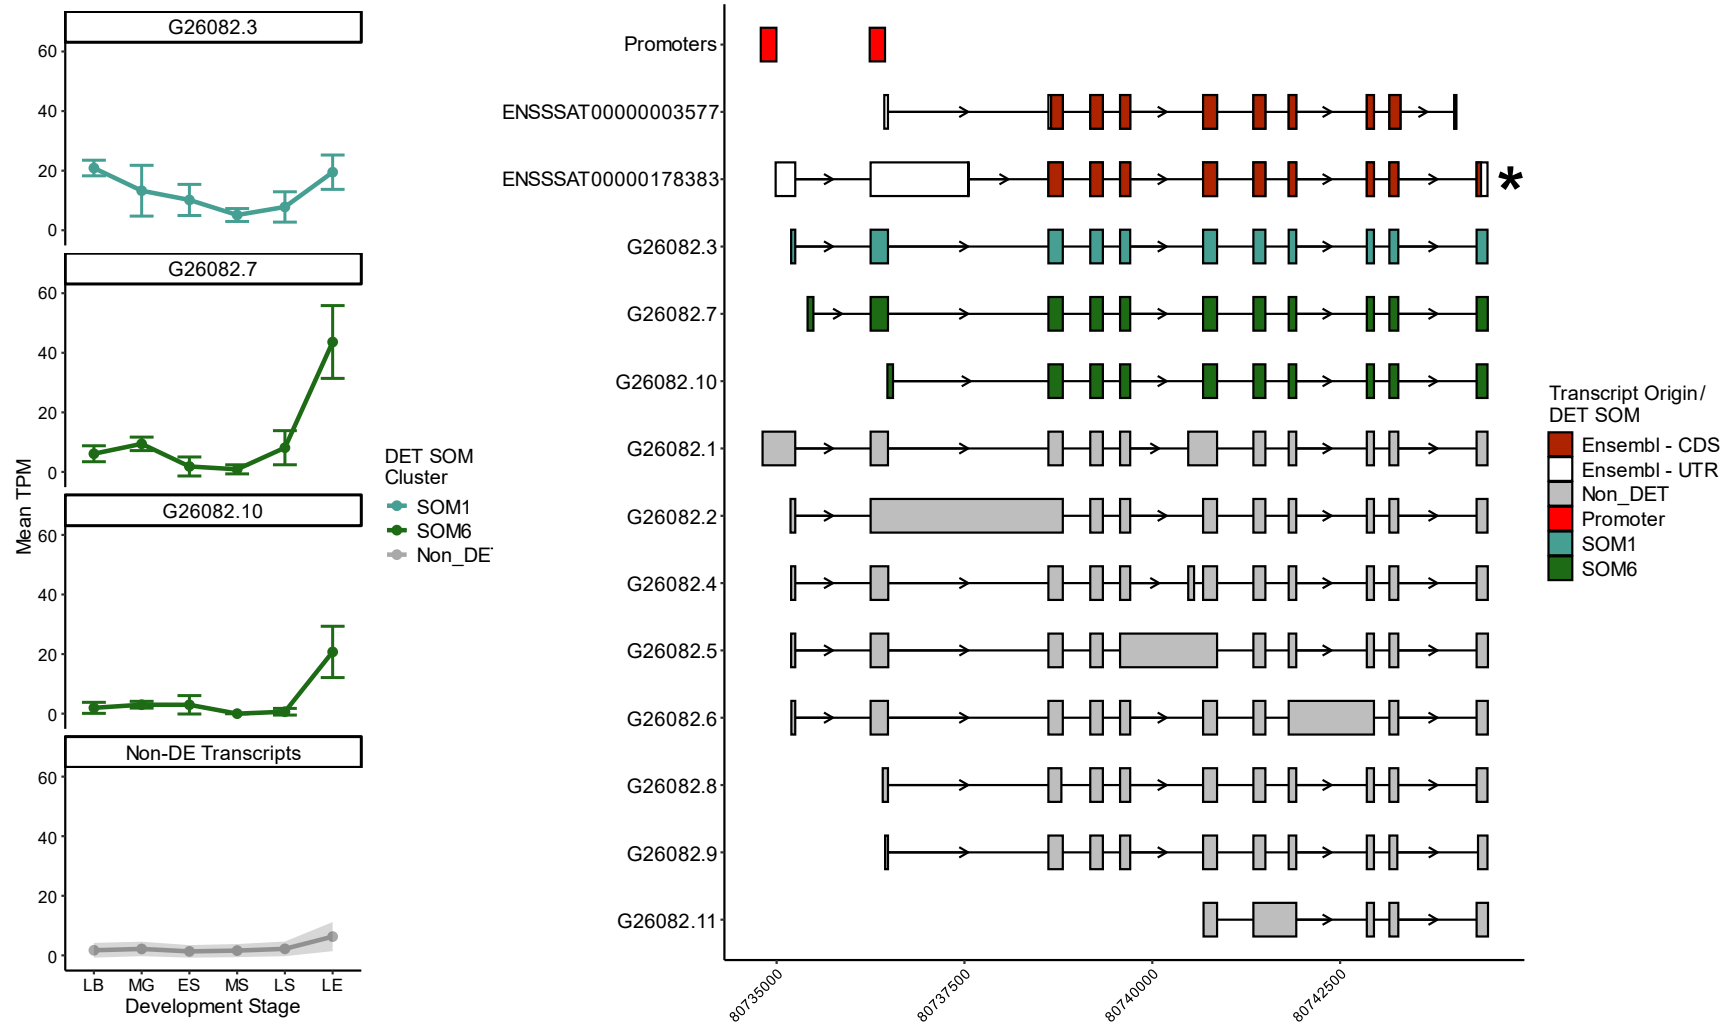 G26082.3
60
40
20
0
G26082.7
60
40
20
0
G26082.10
60
40
20
0
Non-DE Transcripts
60
40
20
0
LB MG ES MS LS LE
Development Stage
Mean TPM
DET SOM
Cluster
SOM1
SOM6
Non_DE
Promoters
ENSSSAT00000003577
ENSSSAT00000178383 *
G26082.3
G26082.7
G26082.10
G26082.1
G26082.2
G26082.4
G26082.5
G26082.6
G26082.8
G26082.9
G26082.11
80735000 80737500 80740000 80742500
Transcript Origin/
DET SOM
Ensembl - CDS
Ensembl - UTR
Non_DET
Promoter
SOM1
SOM6